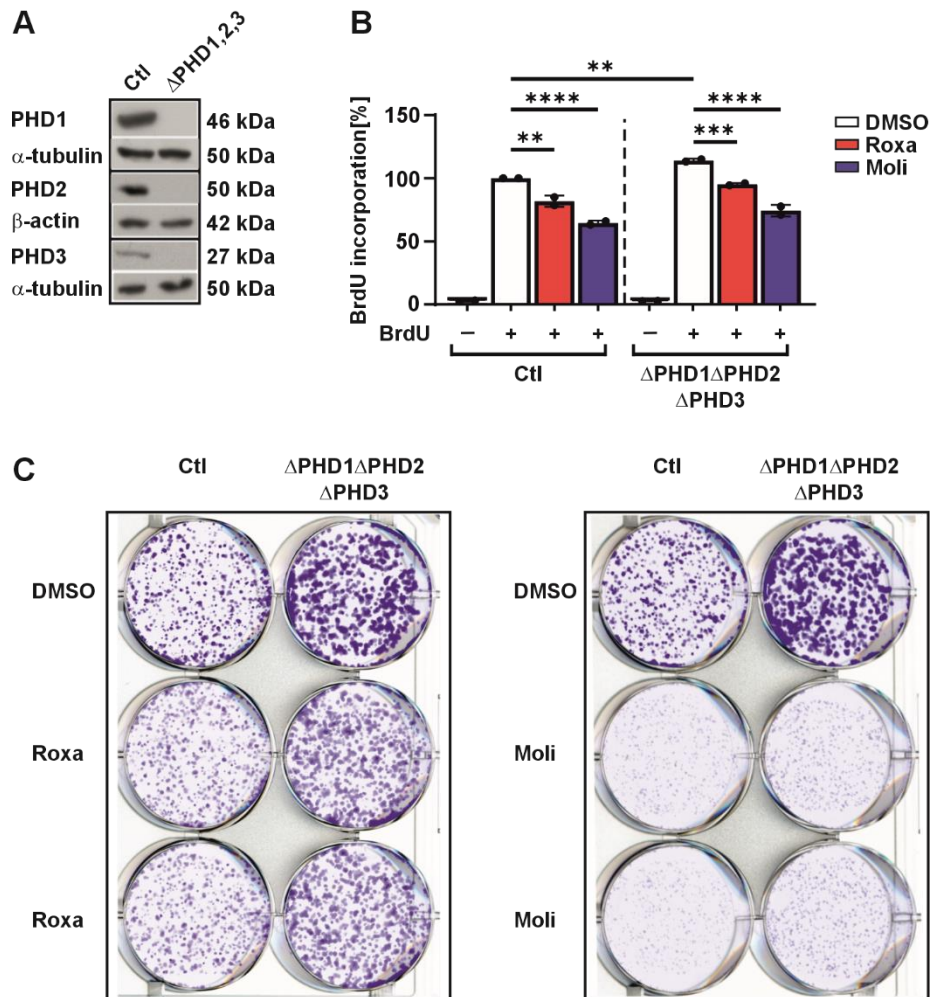 A
Ctl ΔPHD1,2,3
PHD1 46 kDa
α-tubulin 50 kDa
PHD2 50 kDa
β-actin 42 kDa
PHD3 27 kDa
α-tubulin 50 kDa
B
**
**** ****
** ***
DMSO
Roxa
Moli
BrdU incorporation[%]
150
100
50
0
BrdU – + + + – + + +
Ctl ΔPHD1ΔPHD2
ΔPHD3
C
Ctl ΔPHD1ΔPHD2
ΔPHD3
DMSO
Roxa
Roxa
Ctl ΔPHD1ΔPHD2
ΔPHD3
DMSO
Moli
Moli